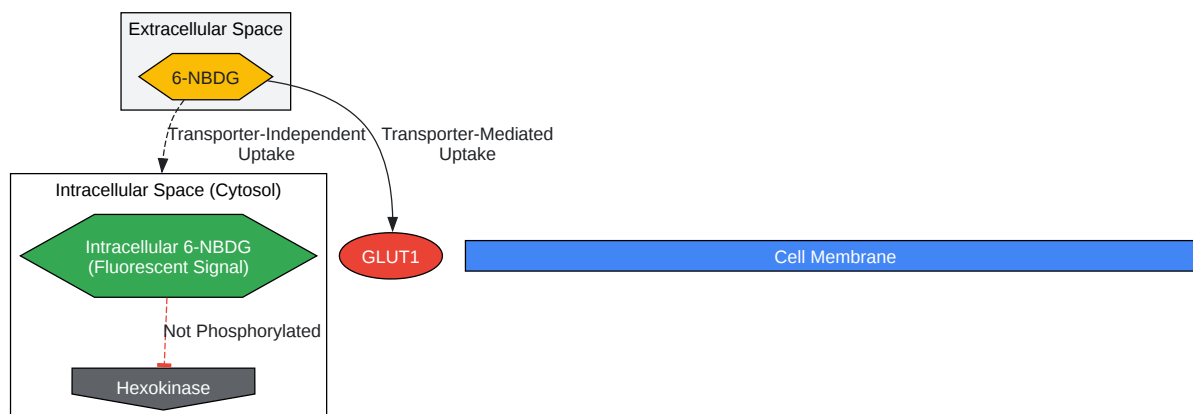 Extracellular Space
6-NBDG
Transporter-Independent
Uptake
Transporter-Mediated
Uptake
Intracellular Space (Cytosol)
Intracellular 6-NBDG
(Fluorescent Signal)
GLUT1
Cell Membrane
Not Phosphorylated
Hexokinase